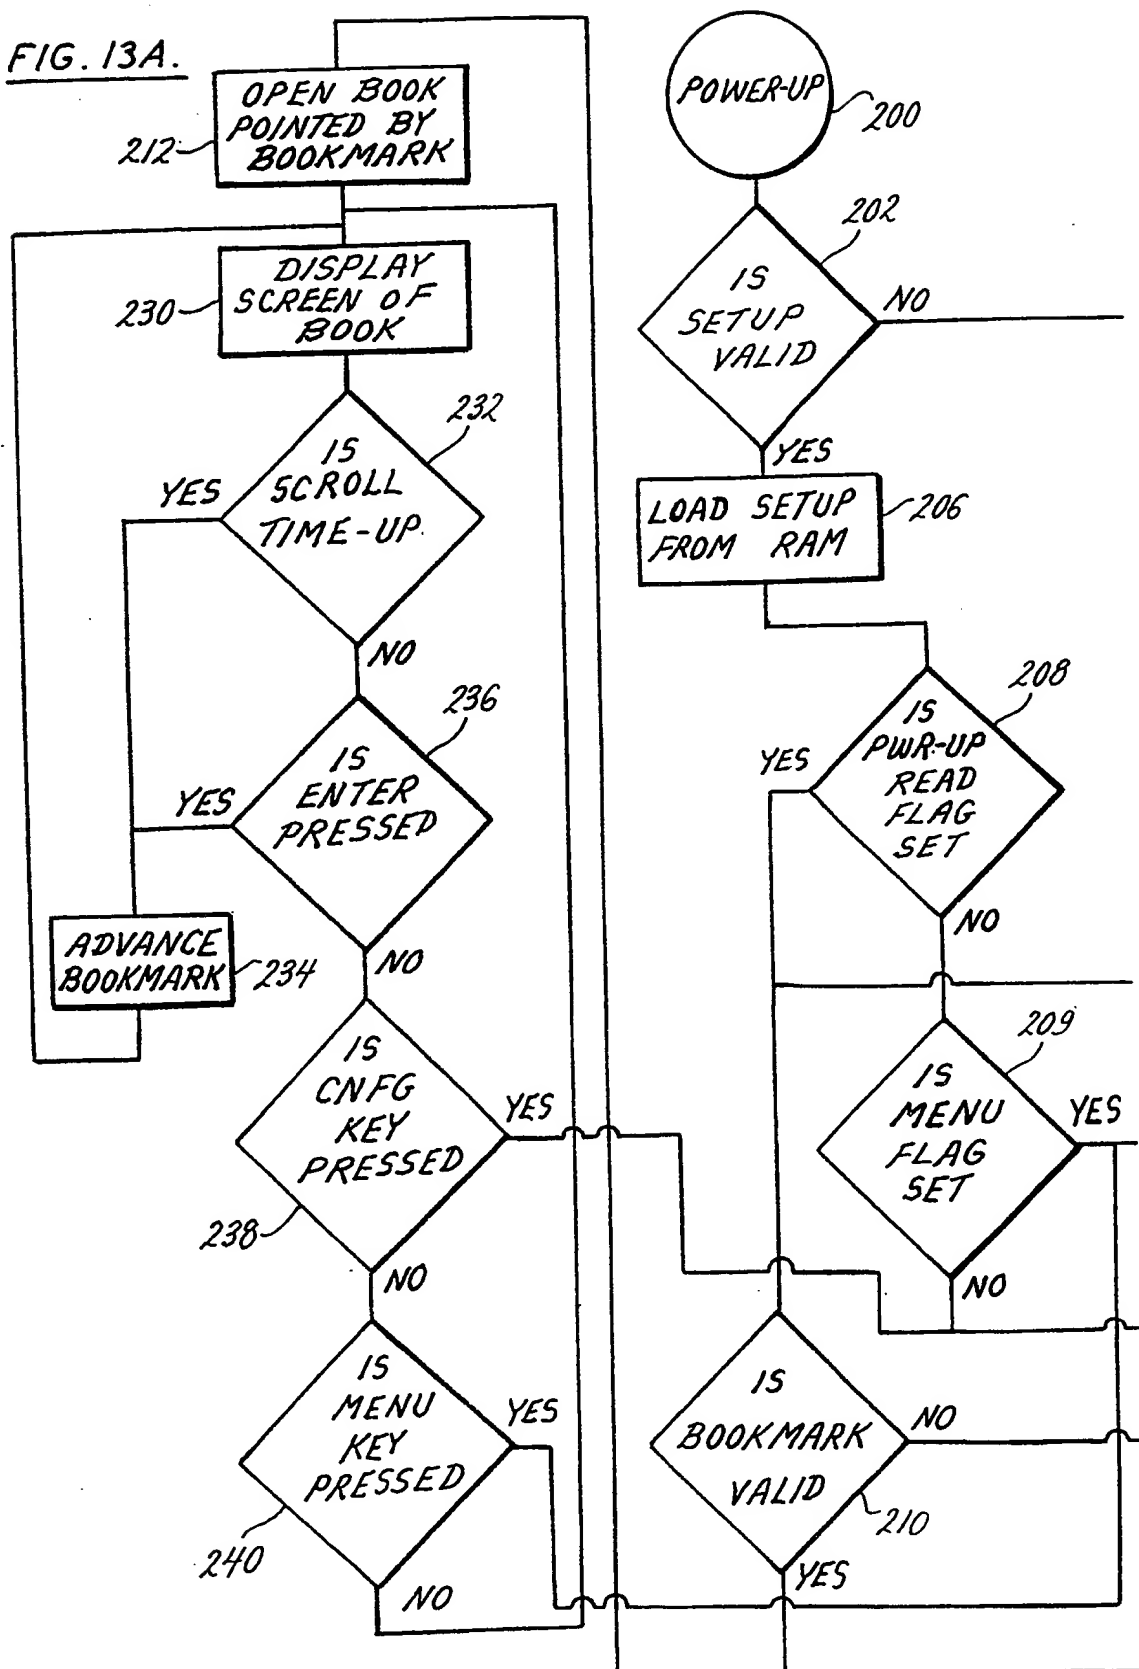 FIG. 13A.
OPEN BOOK
POINTED BY
BOOKMARK
212
DISPLAY
SCREEN OF
BOOK
230
IS
SCROLL
TIME-UP.
232
YES
NO
IS
ENTER
PRESSED
236
YES
NO
ADVANCE
BOOKMARK
234
IS
CNFG
KEY
PRESSED
238
YES
NO
IS
MENU
KEY
PRESSED
240
YES
NO
POWER-UP
200
IS
SETUP
VALID
202
NO
YES
LOAD SETUP
FROM RAM
206
IS
PWR-UP
READ
FLAG
SET
208
YES
NO
IS
MENU
FLAG
SET
209
YES
NO
IS
BOOKMARK
VALID
210
NO
YES